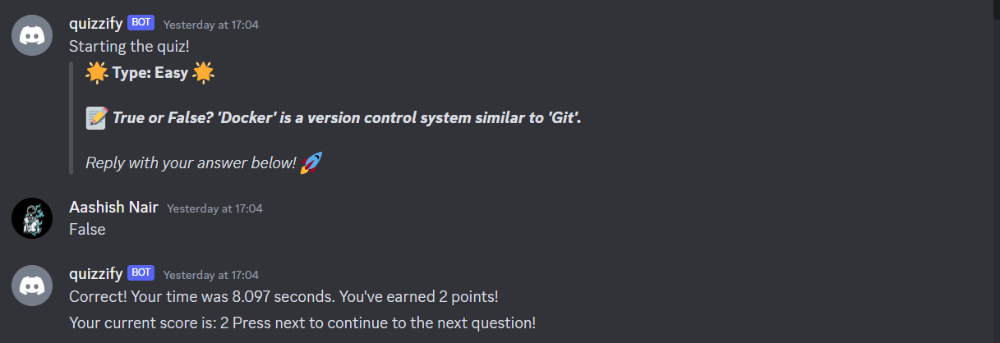 quizzify BOT Yesterday at 17:04
Starting the quiz!
🌟 Type: Easy 🌟
📝 True or False? 'Docker' is a version control system similar to 'Git'.
Reply with your answer below! 🚀
Aashish Nair Yesterday at 17:04
False
quizzify BOT Yesterday at 17:04
Correct! Your time was 8.097 seconds. You've earned 2 points!
Your current score is: 2 Press next to continue to the next question!